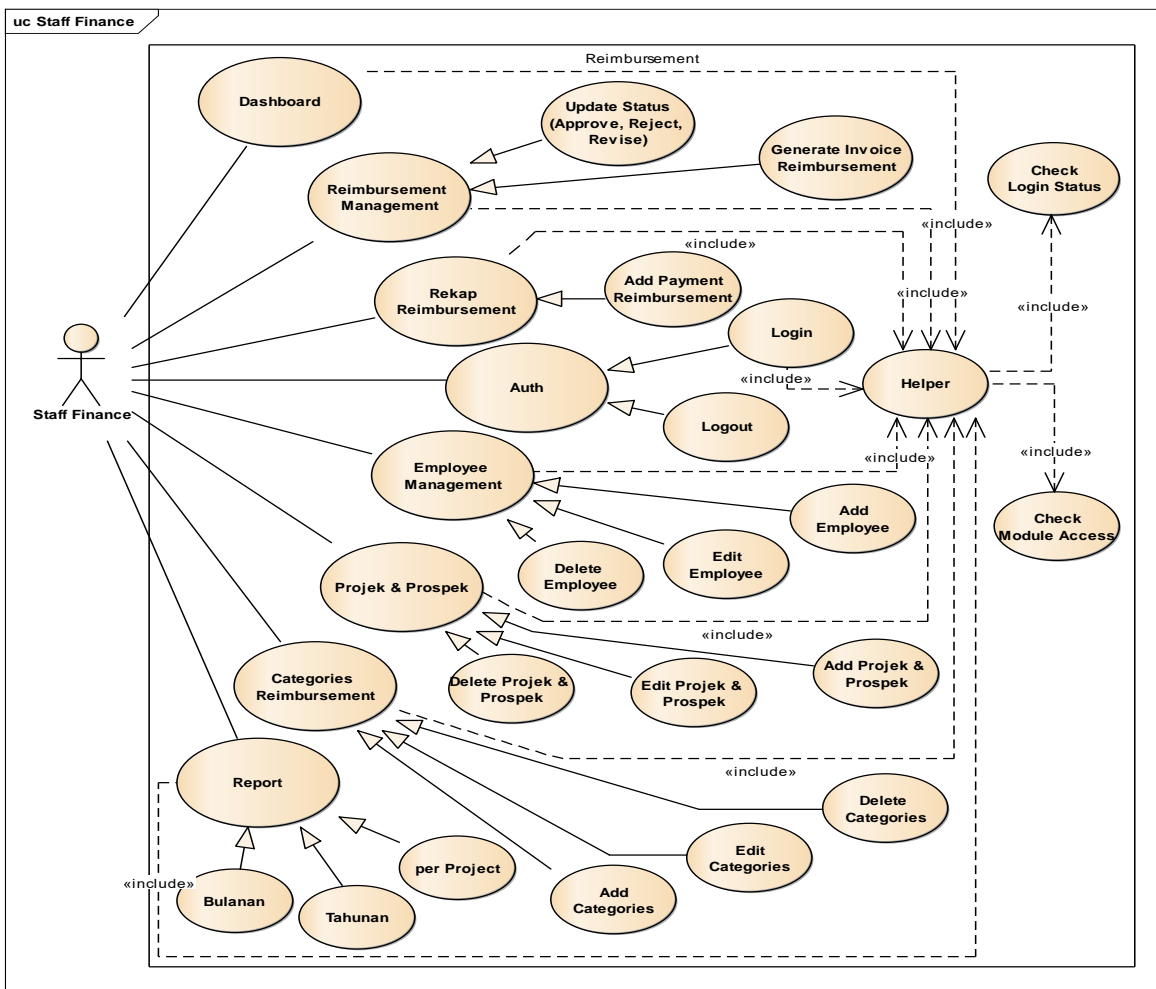 uc Staff Finance
Reimbursement
Dashboard
Update Status
(Approve, Reject,
Revise)
Generate Invoice
Reimbursement
Check
Login Status
Reimbursement
Management
«include»
«include»
Rekap
Reimbursement
Add Payment
Reimbursement
«include»
«include»
Login
Auth
«include»
Helper
Staff Finance
Logout
«include»
«include»
Employee
Management
Add
Employee
Check
Module Access
Edit
Employee
Delete
Employee
Projek & Prospek
«include»
Add Projek &
Prospek
Delete Projek &
Prospek
Edit Projek &
Prospek
Categories
Reimbursement
«include»
Report
Delete
Categories
Edit
Categories
per Project
«include»
Bulanan
Tahunan
Add
Categories